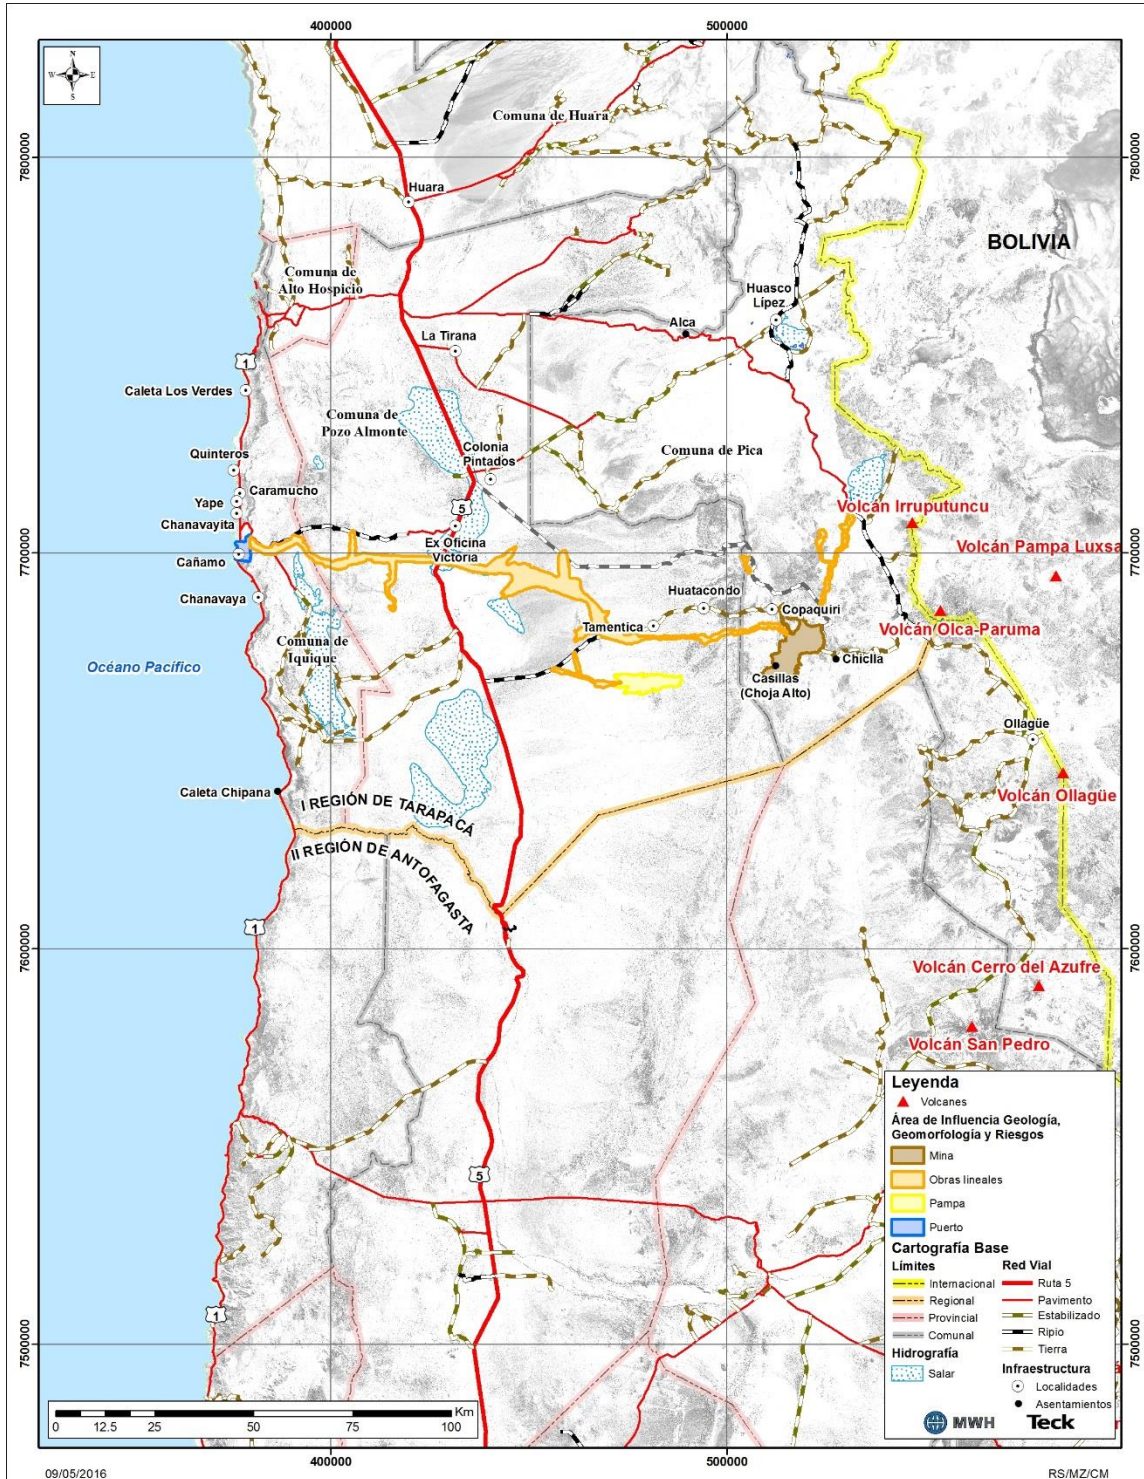 400000
500000
N
W
E
S
Comuna de Huara
7800000
7800000
Huara
BOLIVIA
Comuna de
Alto Hospicio
Huasco
Lípez
Alca
La Tirana
1
Caleta Los Verdes
Comuna de
Pozo Almonte
Colonia
Pintados
Comuna de Pica
Quinteros
Caramucho
Yape
Chanavayita
5
Volcán Irruputuncu
Ex Oficina
Victoria
Volcán Pampa Luxsa
7700000
7700000
Cañamo
Chanavaya
Huatacondo
Copaquiri
Tamentica
Volcán Olca-Paruma
Comuna de
Iquique
Océano Pacífico
Chiclla
Casillas
(Choja Alto)
Ollagüe
Caleta Chipana
Volcán Ollagüe
I REGIÓN DE TARAPACÁ
II REGIÓN DE ANTOFAGASTA
1
7600000
7600000
Volcán Cerro del Azufre
Volcán San Pedro
5
1
7500000
7500000
Leyenda
Volcanes
Área de Influencia Geología,
Geomorfología y Riesgos
Mina
Obras lineales
Pampa
Puerto
Cartografía Base
Límites
Internacional
Regional
Provincial
Comunal
Hidrografía
Salar
Red Vial
Ruta 5
Pavimento
Estabilizado
Ripio
Tierra
Infraestructura
Localidades
Asentamientos
MWH
Teck
Km
0 12.5 25 50 75 100
400000
500000
09/05/2016
RS/MZ/CM